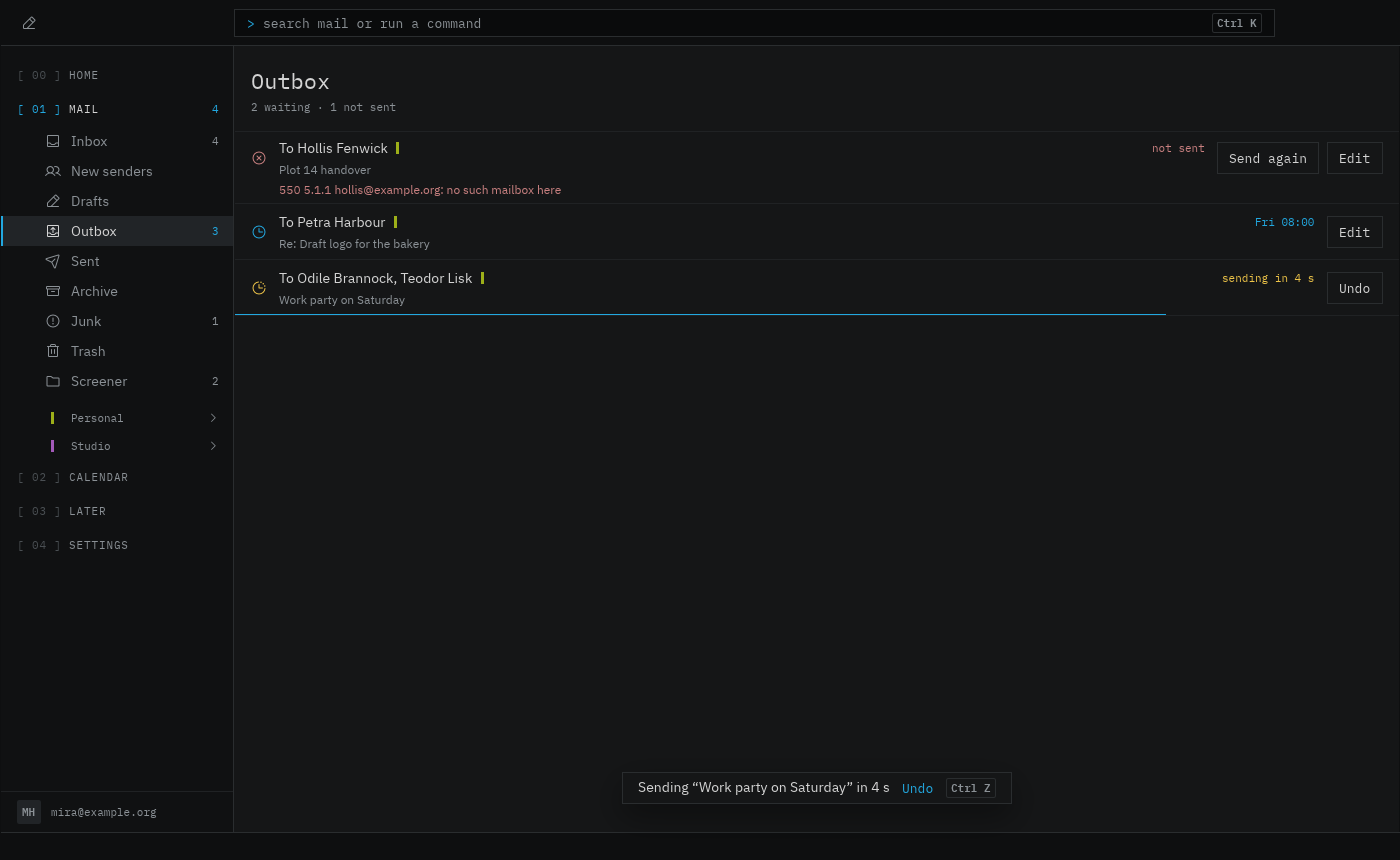 > search mail or run a command Ctrl K
[ 00 ] HOME
[ 01 ] MAIL 4
Inbox 4
New senders
Drafts
Outbox 3
Sent
Archive
Junk 1
Trash
Screener 2
Personal
Studio
[ 02 ] CALENDAR
[ 03 ] LATER
[ 04 ] SETTINGS
MH mira@example.org
Outbox
2 waiting · 1 not sent
To Hollis Fenwick not sent Send again Edit
Plot 14 handover
550 5.1.1 hollis@example.org: no such mailbox here
To Petra Harbour Fri 08:00 Edit
Re: Draft logo for the bakery
To Odile Brannock, Teodor Lisk sending in 4 s Undo
Work party on Saturday
Sending “Work party on Saturday” in 4 s Undo Ctrl Z